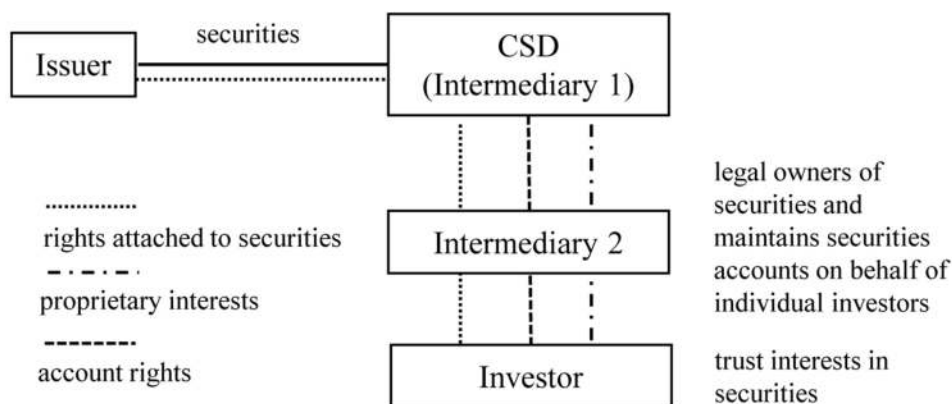 securities
Issuer
CSD
(Intermediary 1)
rights attached to securities
proprietary interests
account rights
Intermediary 2
Investor
legal owners of
securities and
maintains securities
accounts on behalf of
individual investors
trust interests in
securities